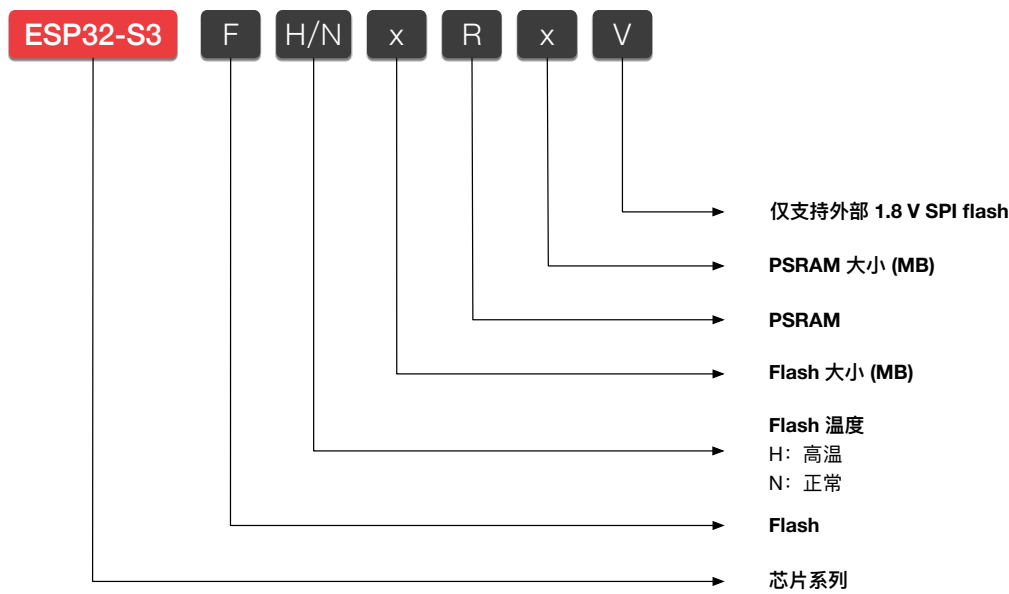 ESP32-S3 F H/N x R x V
仅支持外部 1.8 V SPI flash
PSRAM 大小 (MB)
PSRAM
Flash 大小 (MB)
Flash 温度
H：高温
N：正常
Flash
芯片系列